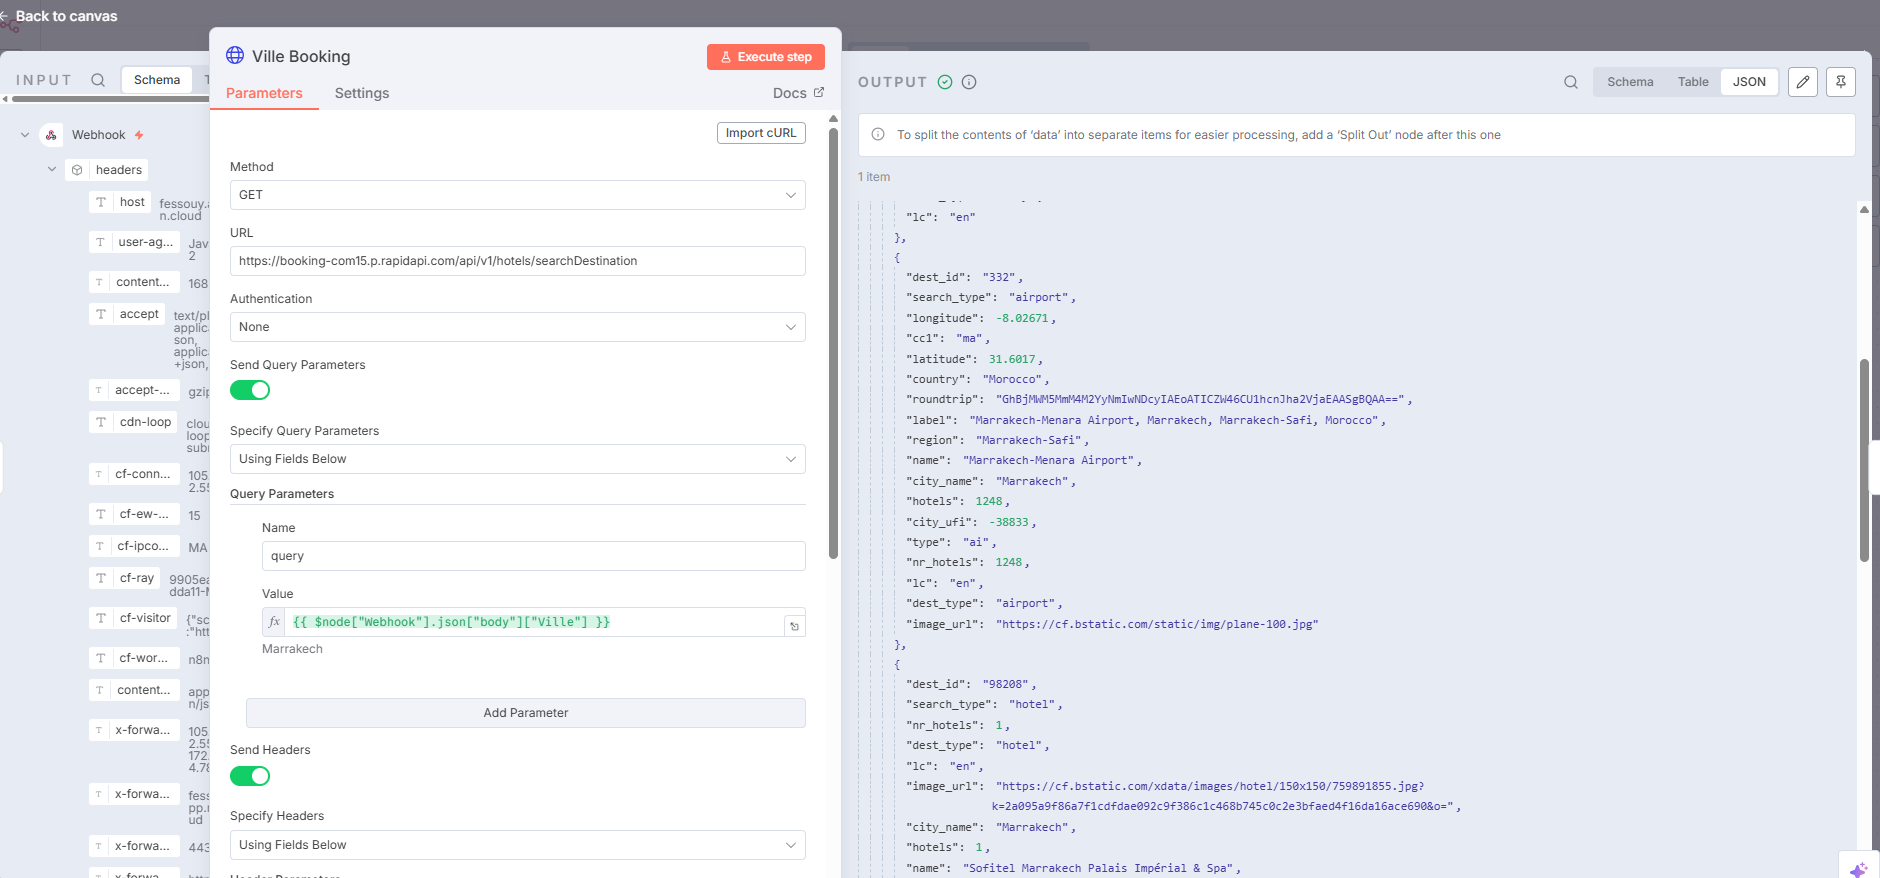 Back to canvas
INPUT
Schema
Webhook
headers
host
fessouy.a
n.cloud
user-ag...
Jav
2
content...
168
accept
text/pl
applica
son,
applica
+json,
accept-...
gzip
cdn-loop
clou
loop
subr
cf-conn...
105.
2.55
cf-ew-...
15
cf-ipco...
MA
cf-ray
9905ea
dda11-M
cf-visitor
{"sc
:"htt
cf-wor...
n8n
content...
app
n/js
x-forwa...
105.
2.55
172.
4.78
x-forwa...
fess
pp.n
ud
x-forwa...
443
x-forwa...
Ville Booking
Execute step
Parameters
Settings
Docs
Import cURL
Method
GET
URL
https://booking-com15.p.rapidapi.com/api/v1/hotels/searchDestination
Authentication
None
Send Query Parameters
Specify Query Parameters
Using Fields Below
Query Parameters
Name
query
Value
fx {{ $node["Webhook"].json["body"]["Ville"] }}
Marrakech
Add Parameter
Send Headers
Specify Headers
Using Fields Below
Header Parameters
OUTPUT
Schema
Table
JSON
To split the contents of ‘data’ into separate items for easier processing, add a ‘Split Out’ node after this one
1 item
"lc": "en"
},
{
"dest_id": "332",
"search_type": "airport",
"longitude": -8.02671,
"cc1": "ma",
"latitude": 31.6017,
"country": "Morocco",
"roundtrip": "GhBjMWM5MmM4M2YyNmIwNDcyIAEoATICZW46CU1hcnJha2VjaEAASgBQAA==",
"label": "Marrakech-Menara Airport, Marrakech, Marrakech-Safi, Morocco",
"region": "Marrakech-Safi",
"name": "Marrakech-Menara Airport",
"city_name": "Marrakech",
"hotels": 1248,
"city_ufi": -38833,
"type": "ai",
"nr_hotels": 1248,
"lc": "en",
"dest_type": "airport",
"image_url": "https://cf.bstatic.com/static/img/plane-100.jpg"
},
{
"dest_id": "98208",
"search_type": "hotel",
"nr_hotels": 1,
"dest_type": "hotel",
"lc": "en",
"image_url": "https://cf.bstatic.com/xdata/images/hotel/150x150/759891855.jpg?
k=2a095a9f86a7f1cdfdae092c9f386c1c468b745c0c2e3bfaed4f16da16ace690&o=",
"city_name": "Marrakech",
"hotels": 1,
"name": "Sofitel Marrakech Palais Impérial & Spa",